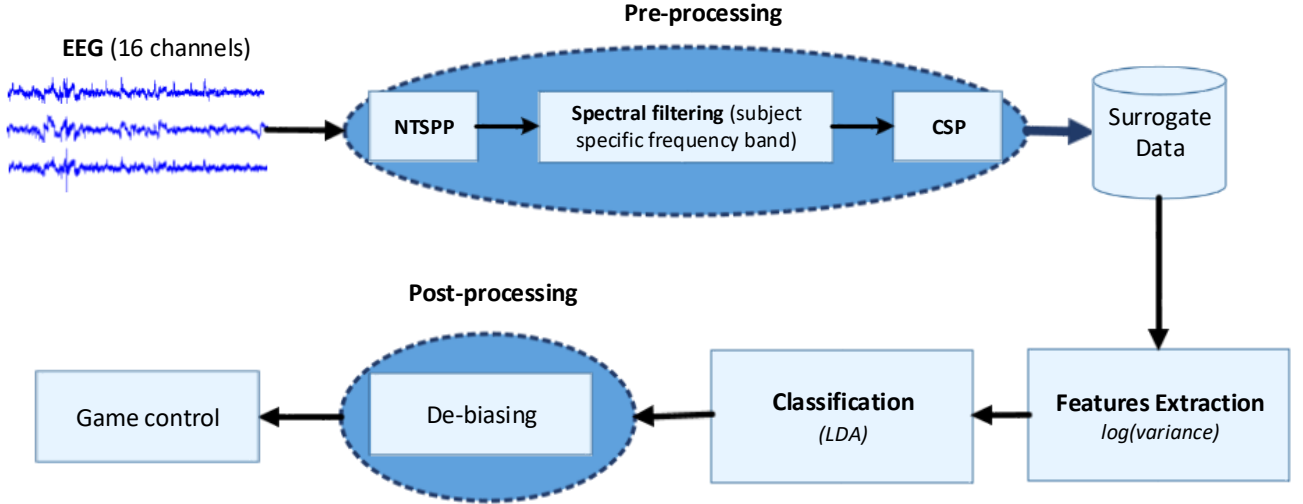 Pre-processing
EEG (16 channels)
NTSPP
Spectral filtering (subject
specific frequency band)
CSP
Surrogate
Data
Post-processing
Game control
De-biasing
Classification
(LDA)
Features Extraction
log(variance)